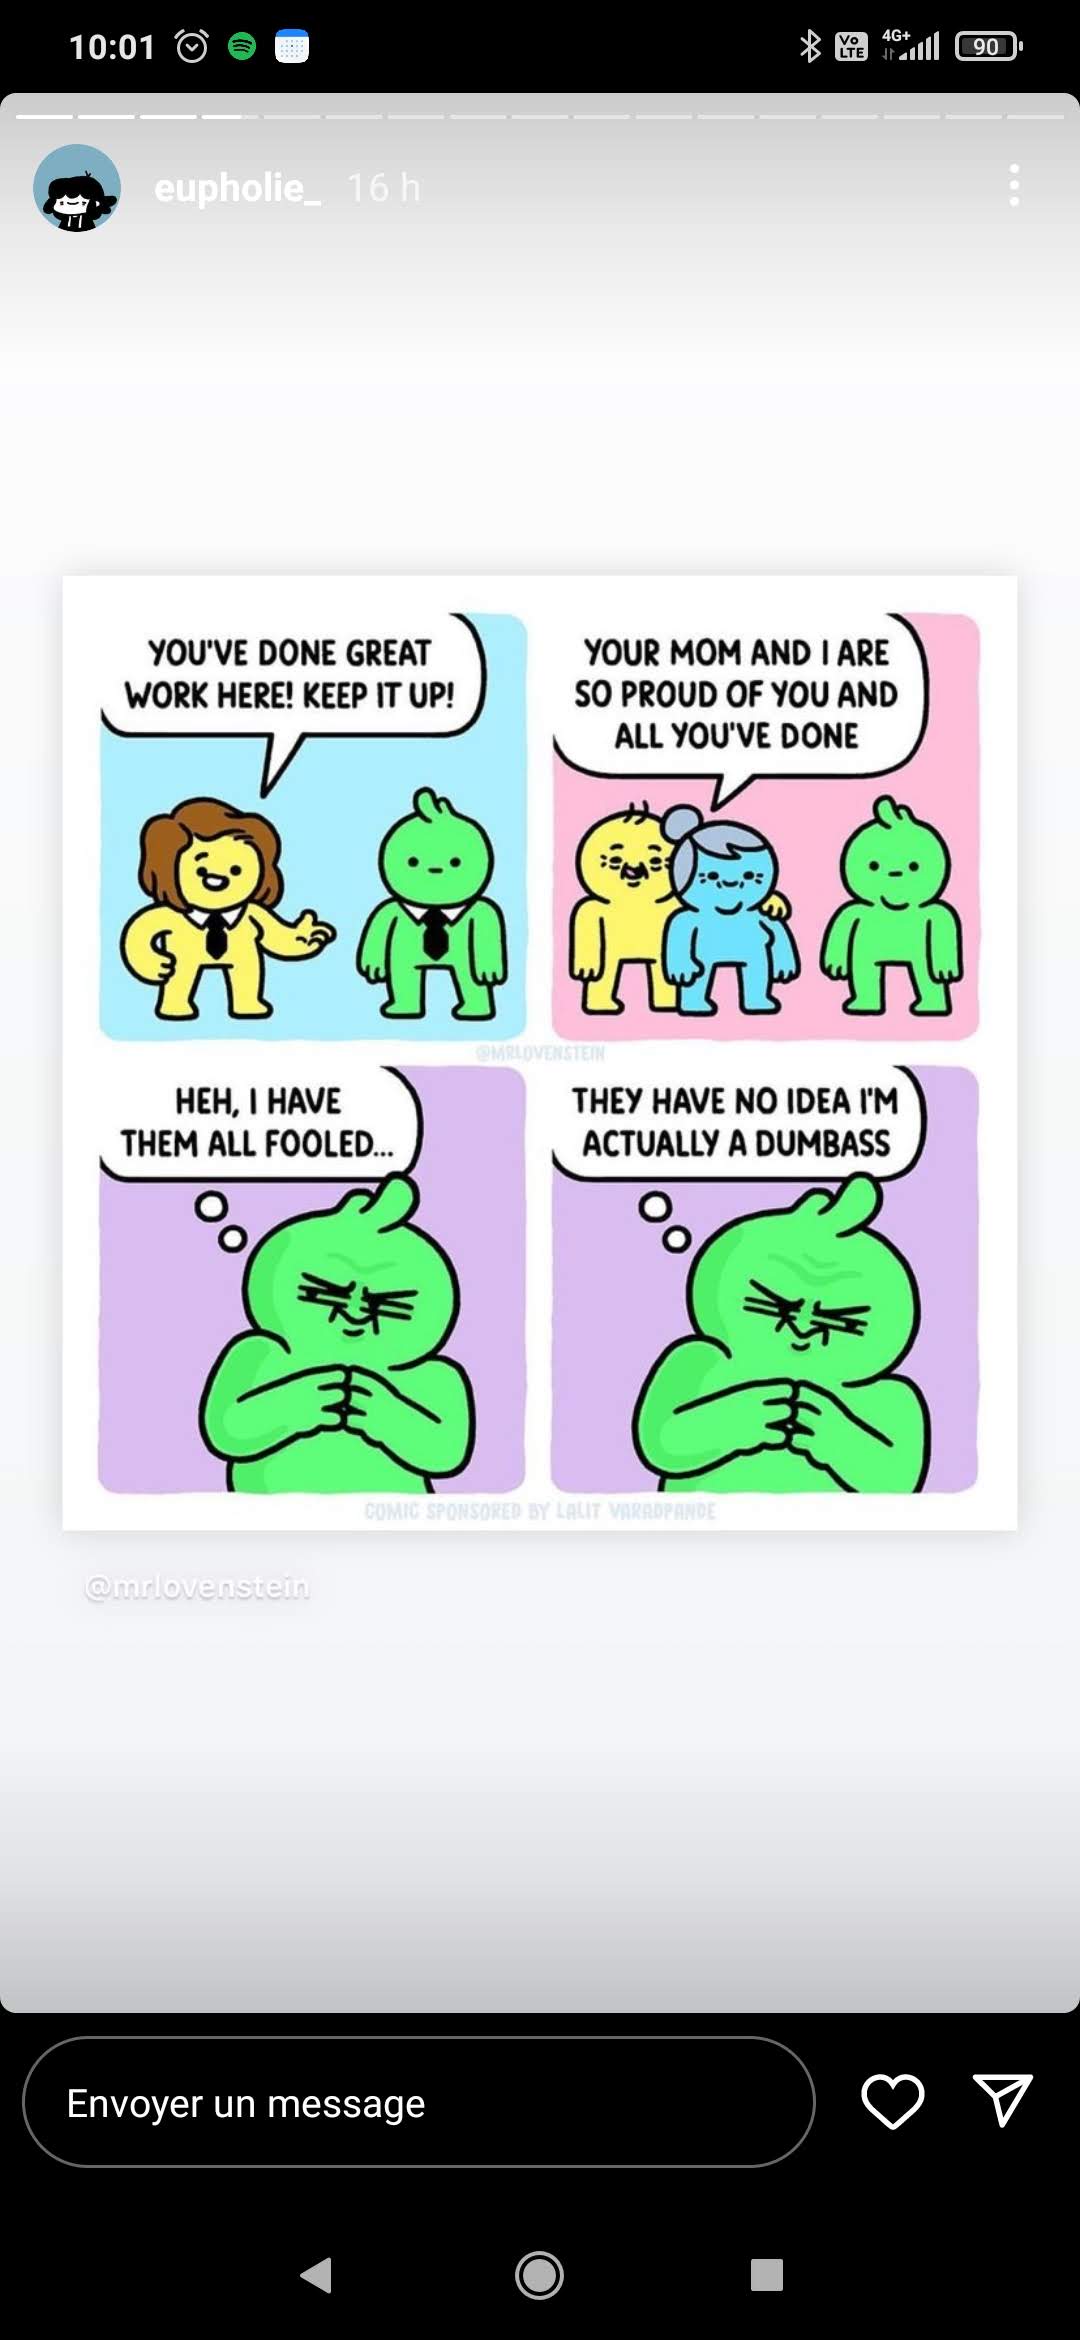 10:01
Vo
LTE
4G+
90
eupholie_ 16 h
YOU'VE DONE GREAT
WORK HERE! KEEP IT UP!
YOUR MOM AND I ARE
SO PROUD OF YOU AND
ALL YOU'VE DONE
@MRLOVENSTEIN
HEH, I HAVE
THEM ALL FOOLED...
THEY HAVE NO IDEA I'M
ACTUALLY A DUMBASS
COMIC SPONSORED BY LALIT VARADPANDE
@mrlovenstein
Envoyer un message